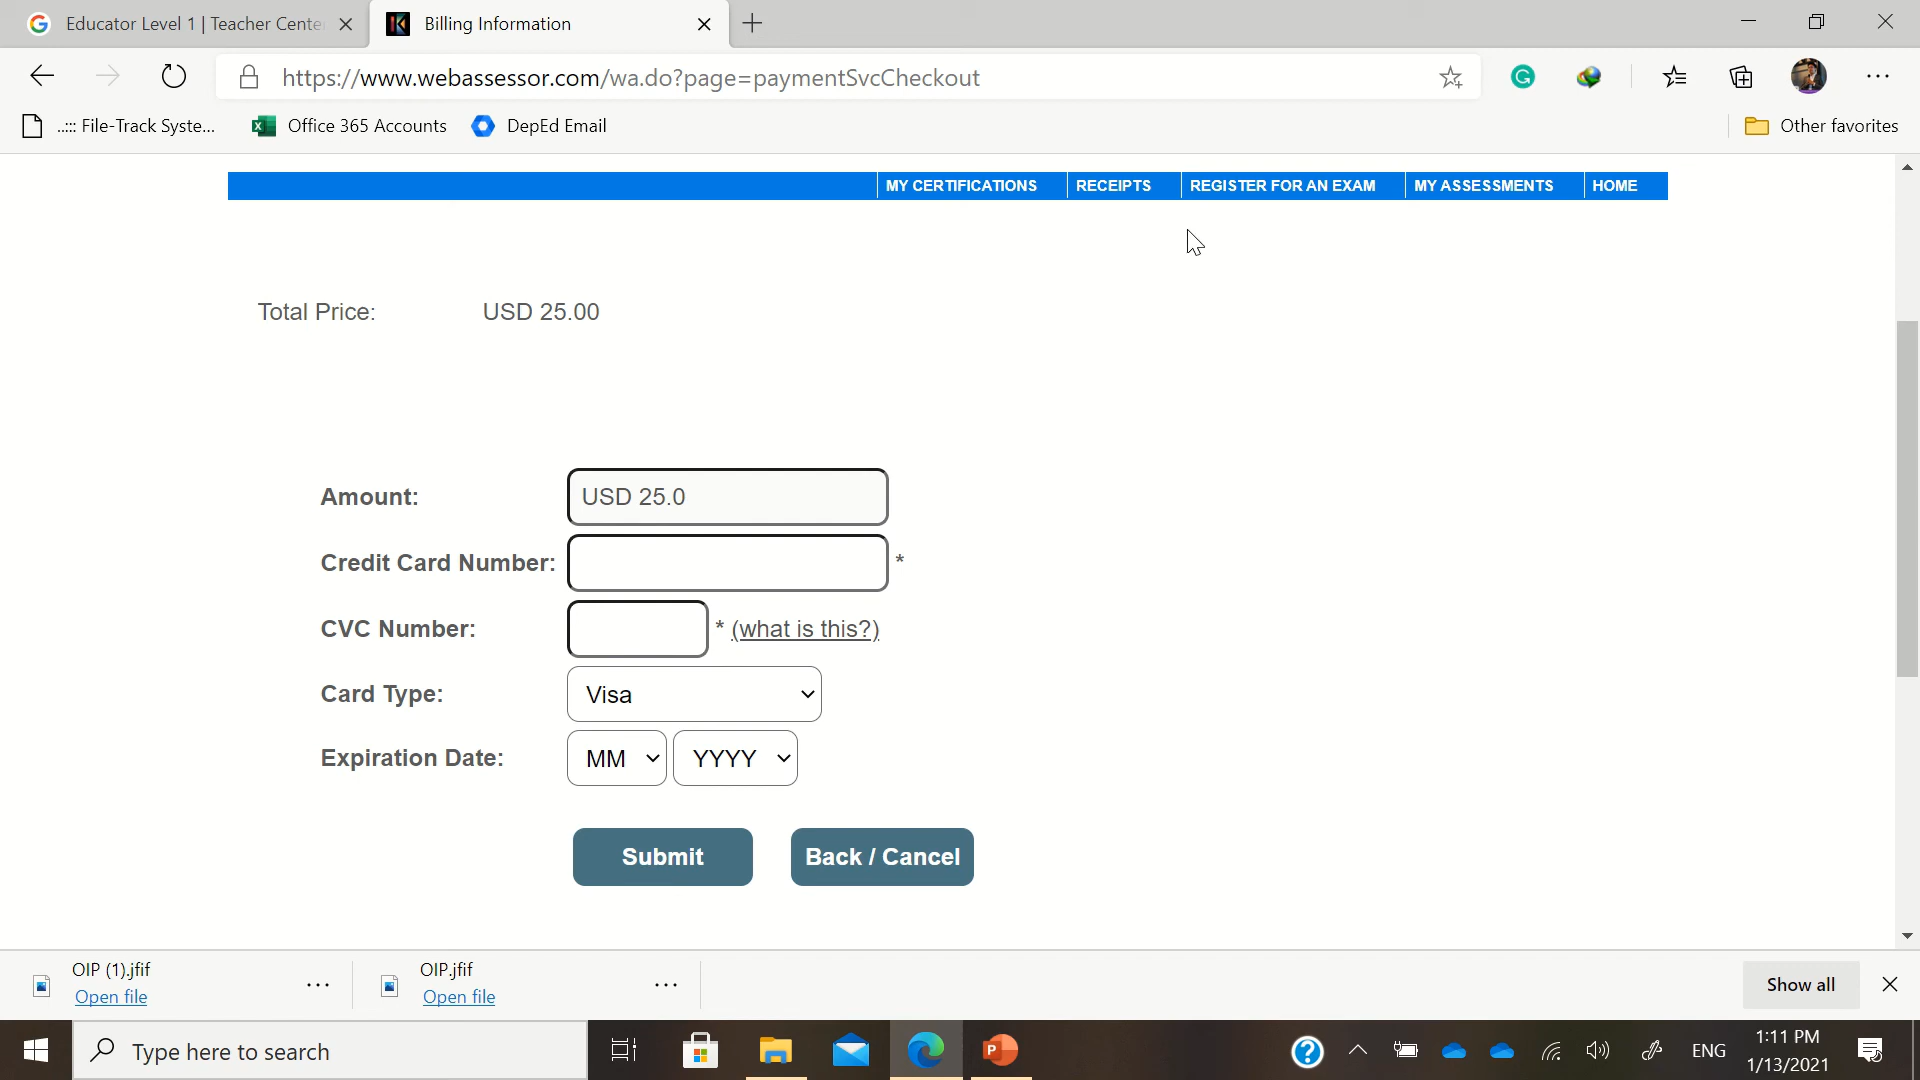 Educator Level 1 | Teacher Cente
Billing Information
https://www.webassessor.com/wa.do?page=paymentSvcCheckout
..::: File-Track Syste...
Office 365 Accounts
DepEd Email
Other favorites
MY CERTIFICATIONS
RECEIPTS
REGISTER FOR AN EXAM
MY ASSESSMENTS
HOME
Total Price: USD 25.00
Amount: USD 25.0
Credit Card Number: *
CVC Number: * (what is this?)
Card Type: Visa
Expiration Date: MM YYYY
Submit
Back / Cancel
OIP (1).jfif
Open file
OIP.jfif
Open file
Show all
Type here to search
ENG
1:11 PM
1/13/2021